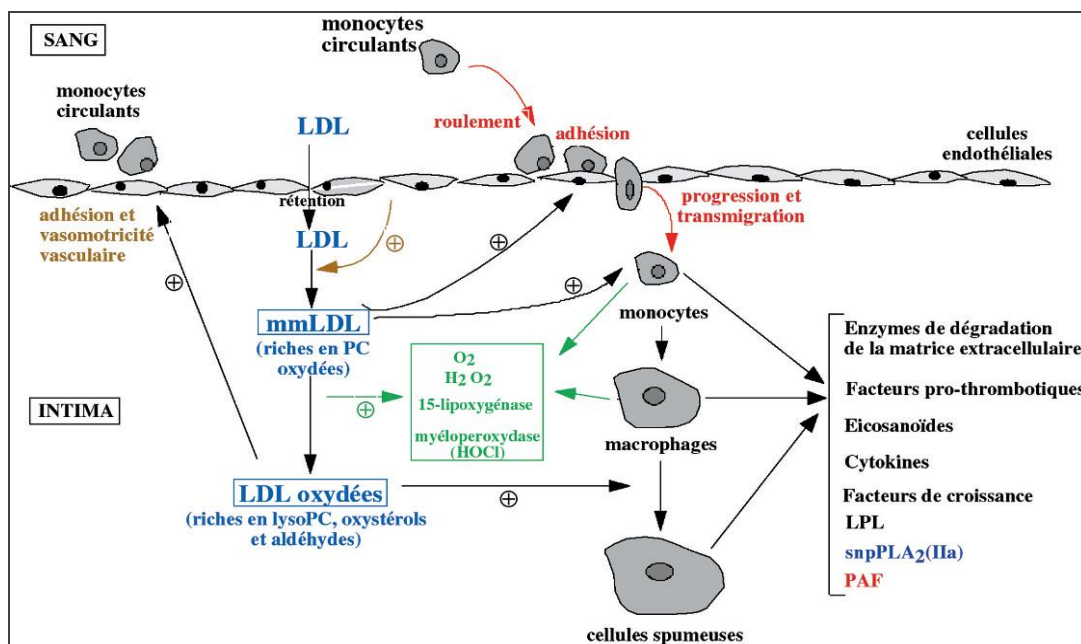 SANG
monocytes
circulants
monocytes
circulants
LDL
roulement
adhésion
cellules
endothéliales
rétention
adhésion et
vasomotricité
vasculaire
LDL
progression et
transmigration
mmLDL
(riches en PC
oxydées)
monocytes
O2
H2 O2
15-lipoxygénase
myéloperoxydase
(HOCl)
INTIMA
macrophages
LDL oxydées
(riches en lysoPC, oxystérols
et aldéhydes)
cellules spumeuses
Enzymes de dégradation
de la matrice extracellulaire
Facteurs pro-thrombotiques
Eicosanoïdes
Cytokines
Facteurs de croissance
LPL
snpPLA2(IIa)
PAF